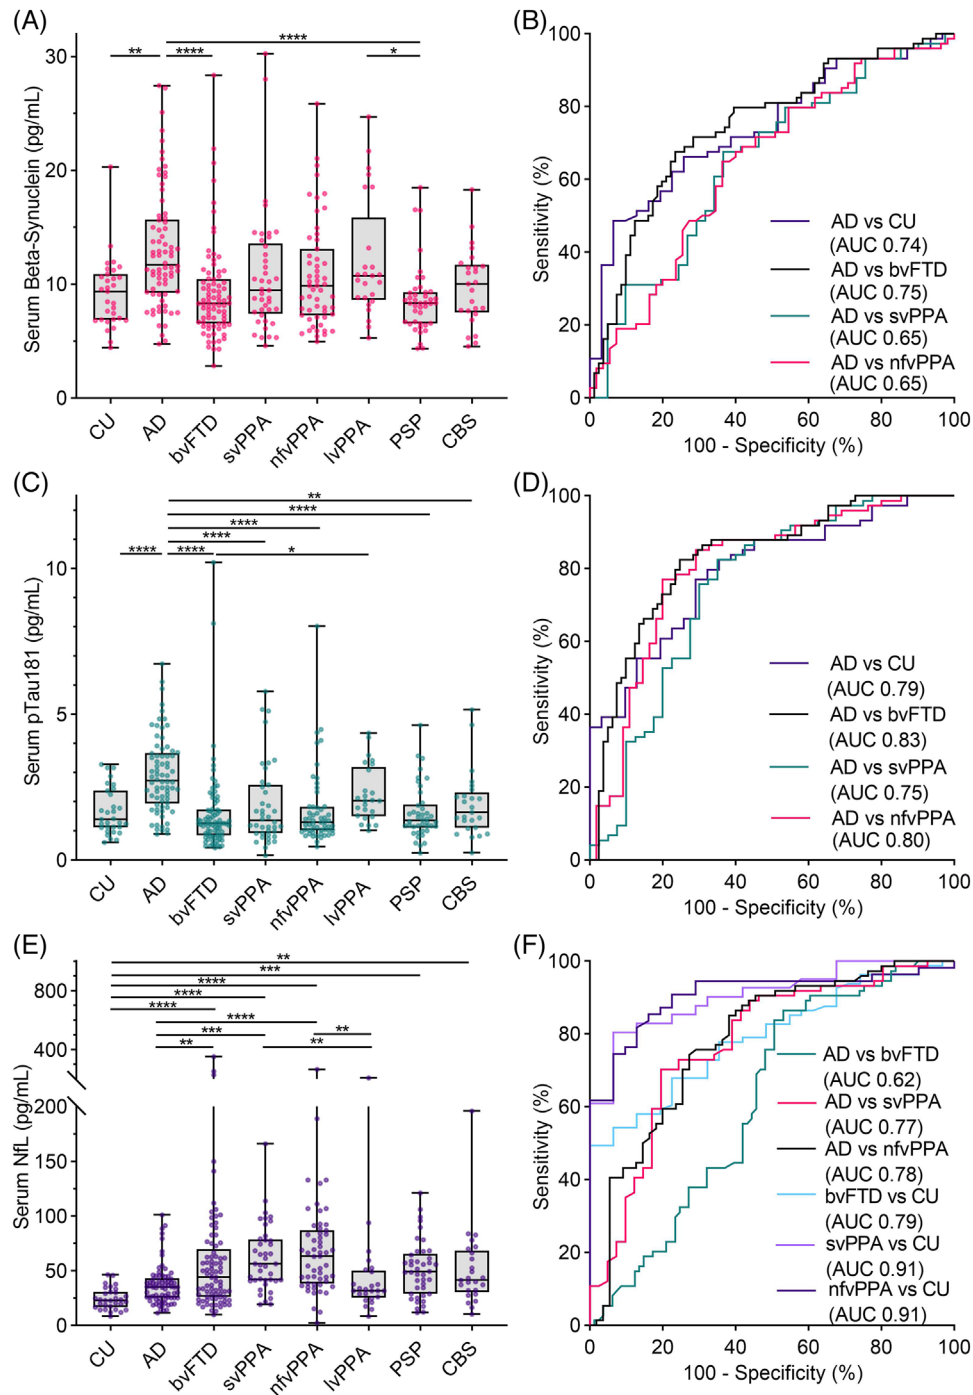 (A)
Serum Beta-Synuclein (pg/mL)
30
20
10
0
**
****
****
*
CU
AD
bvFTD
svPPA
nfvPPA
lvPPA
PSP
CBS
(B)
Sensitivity (%)
100
80
60
40
20
0
AD vs CU
(AUC 0.74)
AD vs bvFTD
(AUC 0.75)
AD vs svPPA
(AUC 0.65)
AD vs nfvPPA
(AUC 0.65)
0 20 40 60 80 100
100 - Specificity (%)
(C)
Serum pTau181 (pg/mL)
10
5
0
**
****
****
****
****
****
*
CU
AD
bvFTD
svPPA
nfvPPA
lvPPA
PSP
CBS
(D)
Sensitivity (%)
100
80
60
40
20
0
AD vs CU
(AUC 0.79)
AD vs bvFTD
(AUC 0.83)
AD vs svPPA
(AUC 0.75)
AD vs nfvPPA
(AUC 0.80)
0 20 40 60 80 100
100 - Specificity (%)
(E)
Serum NfL (pg/mL)
800
400
200
150
100
50
0
**
***
****
****
****
****
***
**
**
**
CU
AD
bvFTD
svPPA
nfvPPA
lvPPA
PSP
CBS
(F)
Sensitivity (%)
100
80
60
40
20
0
AD vs bvFTD
(AUC 0.62)
AD vs svPPA
(AUC 0.77)
AD vs nfvPPA
(AUC 0.78)
bvFTD vs CU
(AUC 0.79)
svPPA vs CU
(AUC 0.91)
nfvPPA vs CU
(AUC 0.91)
0 20 40 60 80 100
100 - Specificity (%)